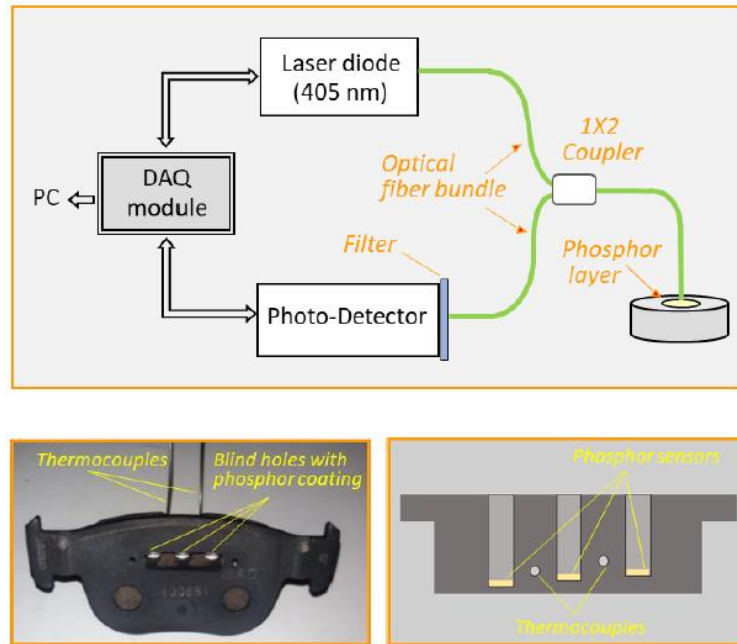 Laser diode
(405 nm)
1X2
Coupler
Optical
fiber bundle
DAQ
module
PC
Filter
Phosphor
layer
Photo-Detector
Thermocouples
Blind holes with
phosphor coating
Phosphor sensors
Thermocouples